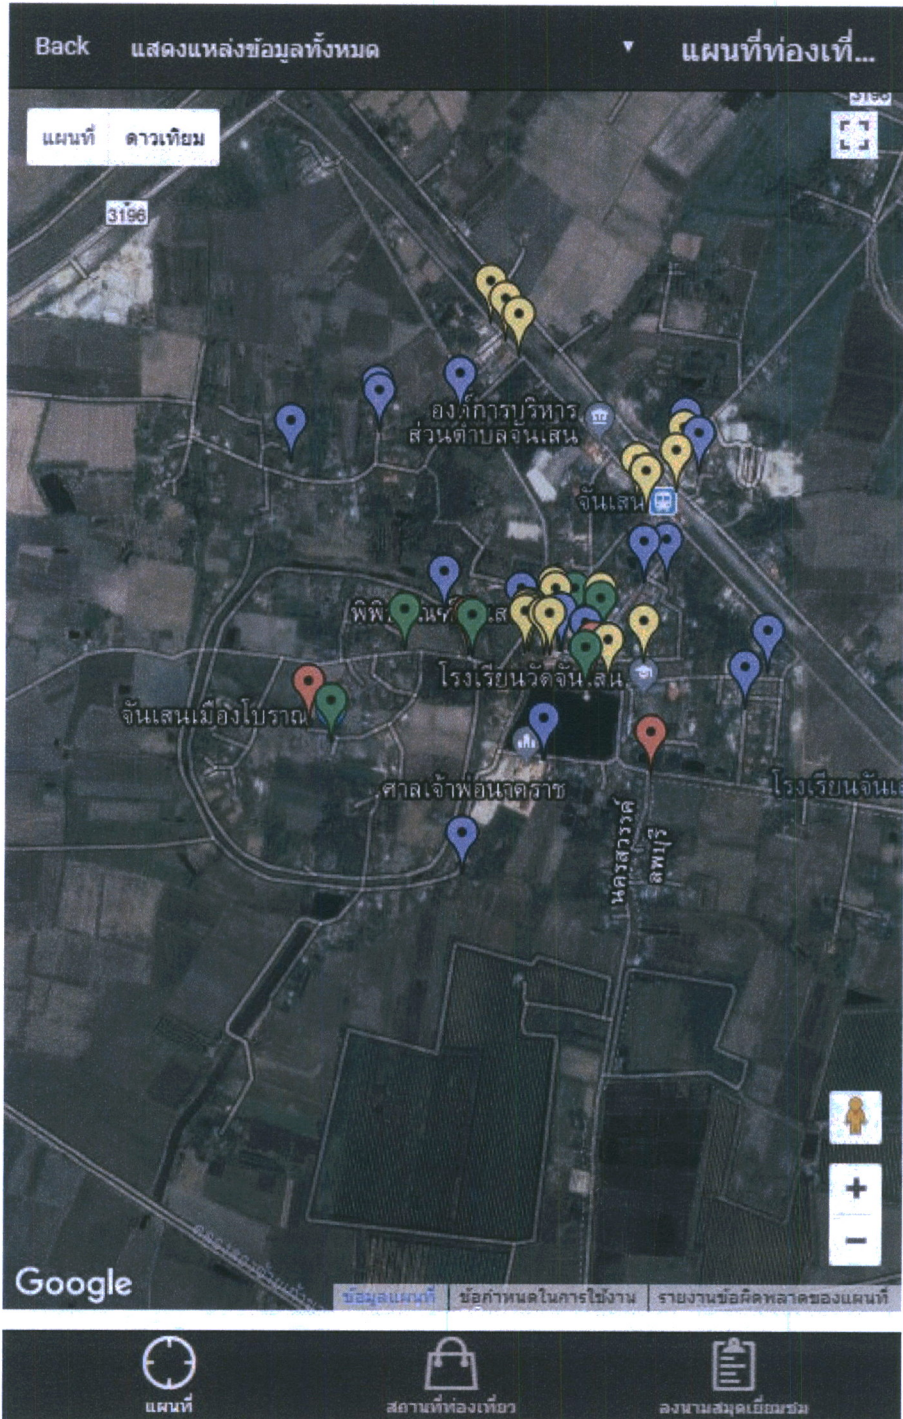 Back แสดงแหล่งข้อมูลทั้งหมด ▼ แผนที่ท่องเที่...
3196
แผนที่ ดาวเทียม
3196
องค์การบริหาร
ส่วนตำบลจันเสน
จันเสน
โรงเรียนวัดจันเสน
จันเสนเมืองโบราณ
ศาลเจ้าพ่อนาคราช
นครสวรรค์
ลพบุรี
+
−
Google
ข้อมูลแผนที่ ข้อกำหนดในการใช้งาน รายงานข้อผิดพลาดของแผนที่
แผนที่ สถานที่ท่องเที่ยว ลงนามสมุดเยี่ยมชม